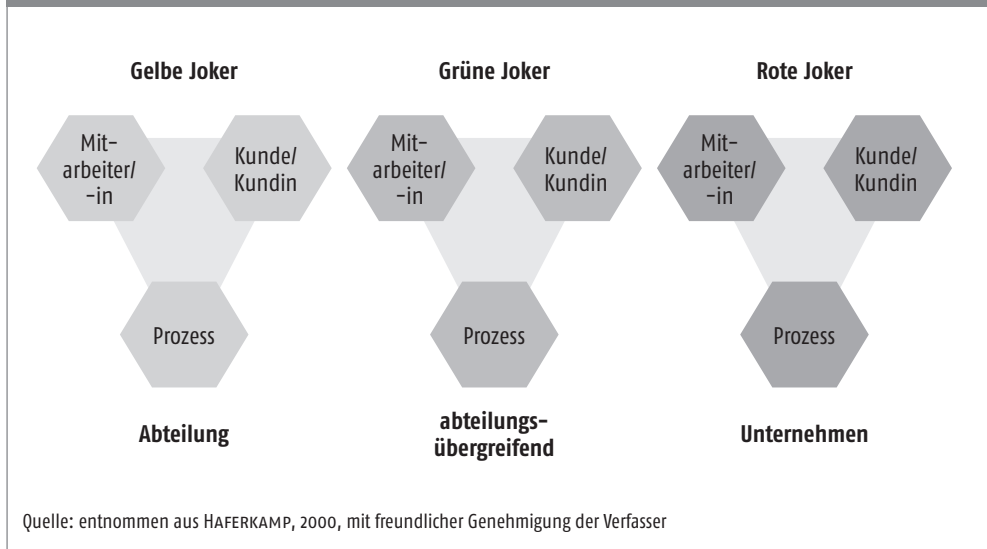 Gelbe Joker
Grüne Joker
Rote Joker
Mit-
arbeiter/
-in
Kunde/
Kundin
Mit-
arbeiter/
-in
Kunde/
Kundin
Mit-
arbeiter/
-in
Kunde/
Kundin
Prozess
Prozess
Prozess
Abteilung
abteilungs-
übergreifend
Unternehmen
Quelle: entnommen aus HAFERKAMP, 2000, mit freundlicher Genehmigung der Verfasser